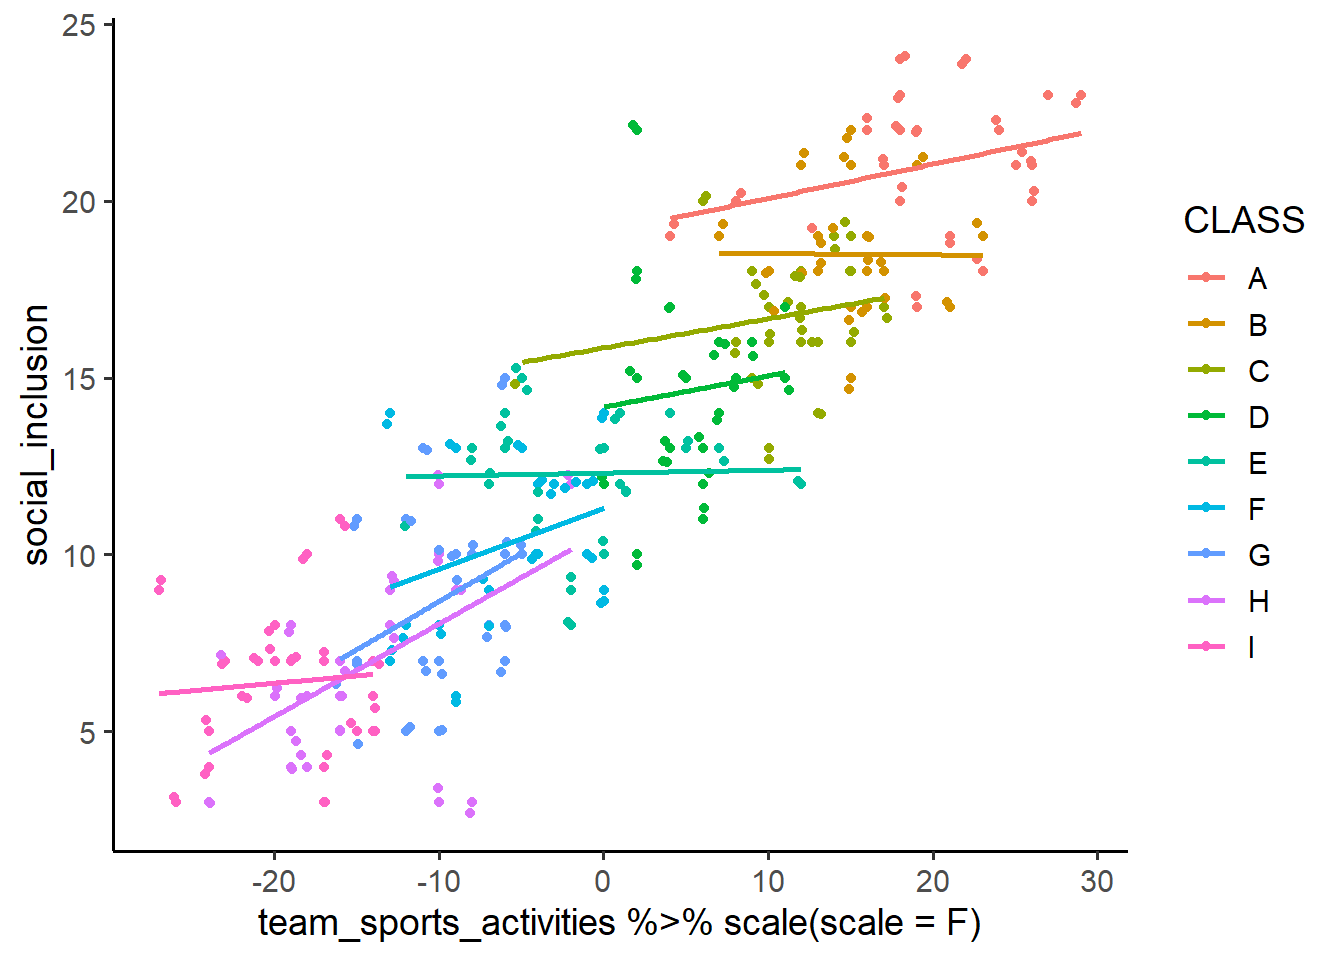 25
20
15
10
5
social_inclusion
-20 -10 0 10 20 30
team_sports_activities %>% scale(scale = F)
CLASS
A
B
C
D
E
F
G
H
I